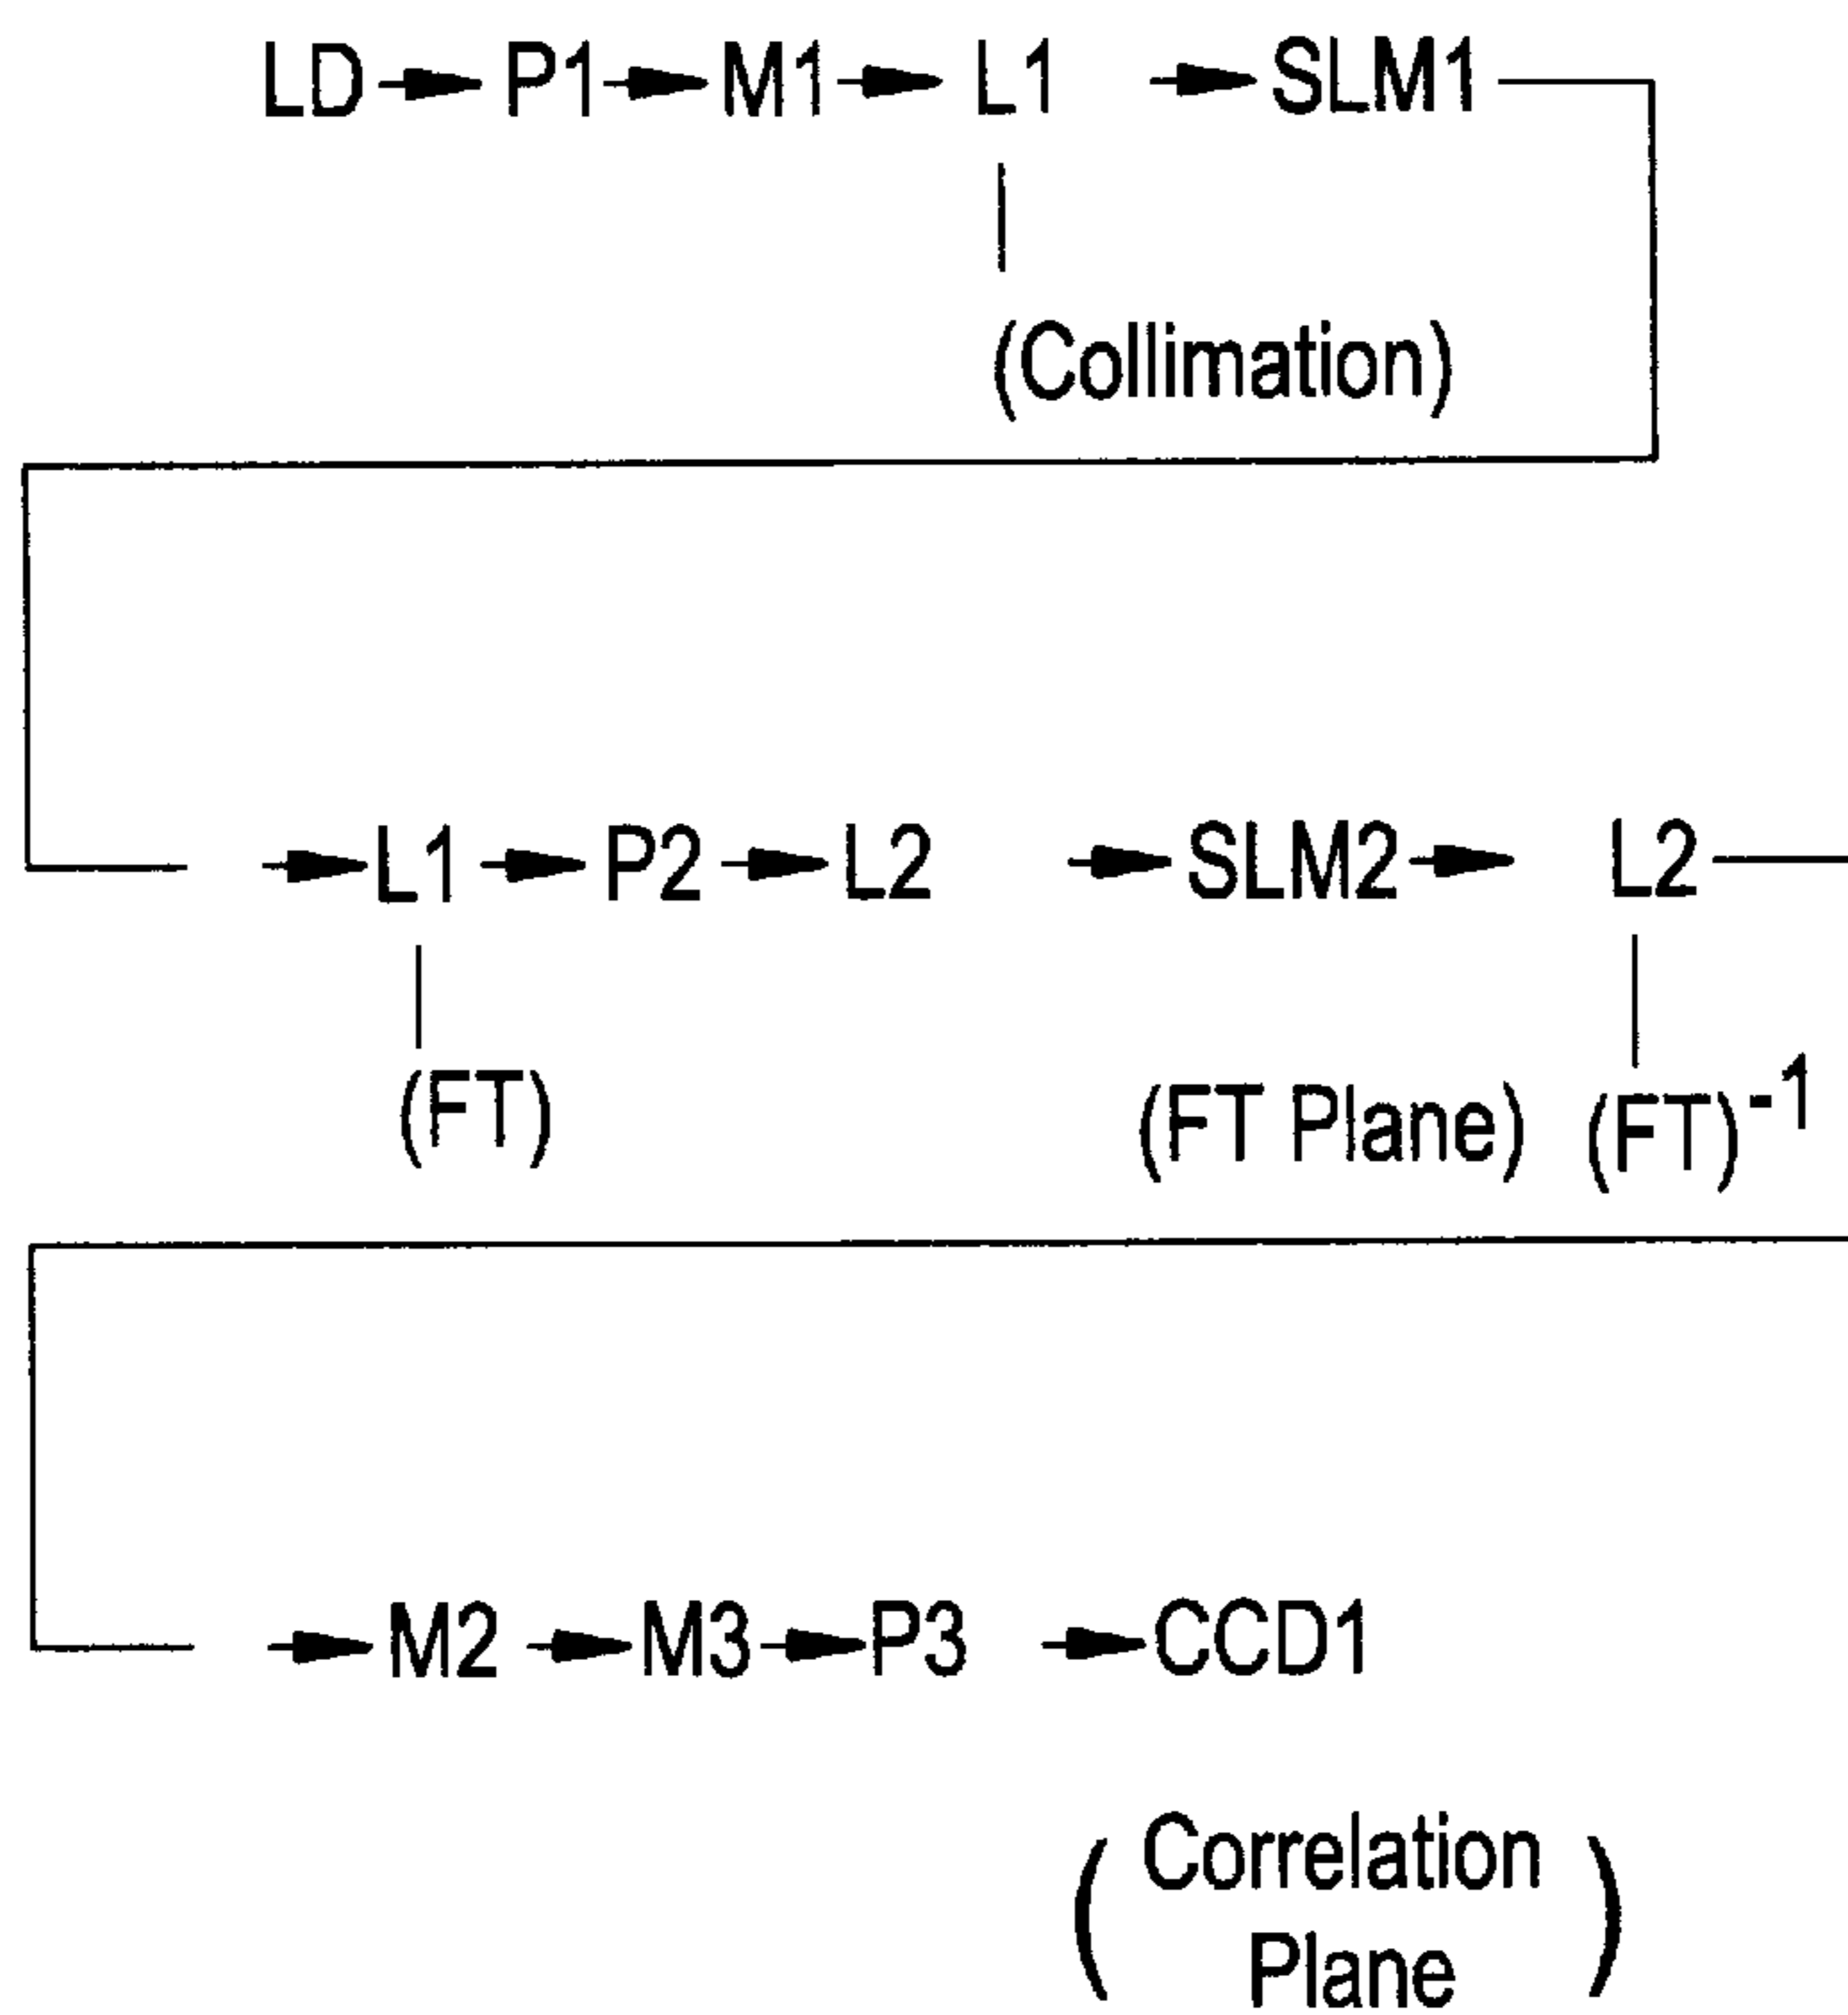 LD P1 M1 L1 SLM1
(Collimation)
L1 P2 L2 SLM2 L2
(FT) (FT Plane) (FT)-1
M2 M3 P3 CCD1
(Correlation
Plane)